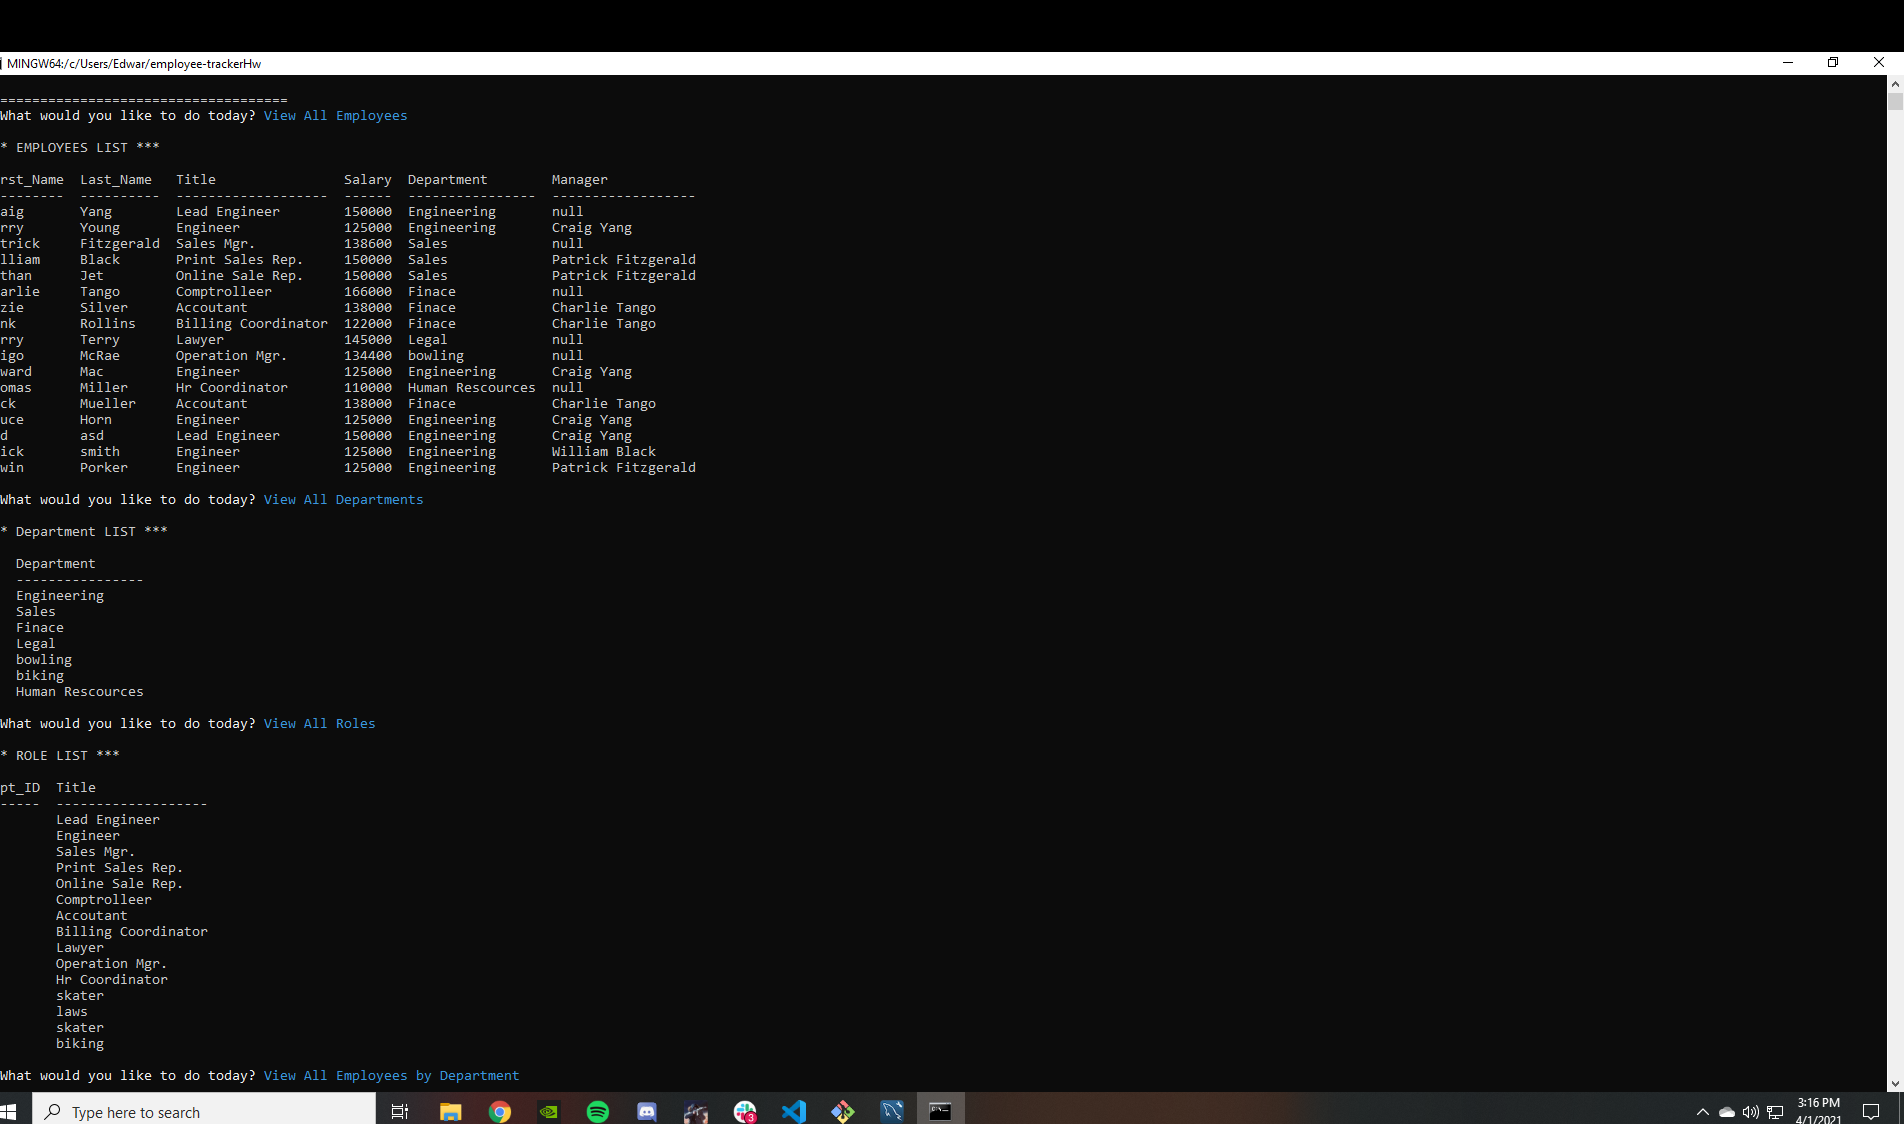 MINGW64:/c/Users/Edwar/employee-trackerHw
====================================
What would you like to do today? View All Employees
* EMPLOYEES LIST ***
rst_Name  Last_Name   Title                Salary  Department        Manager
--------  ----------  -------------------  ------  ----------------  ------------------
aig       Yang        Lead Engineer        150000  Engineering       null
rry       Young       Engineer             125000  Engineering       Craig Yang
trick     Fitzgerald  Sales Mgr.           138600  Sales             null
lliam     Black       Print Sales Rep.     150000  Sales             Patrick Fitzgerald
than      Jet         Online Sale Rep.     150000  Sales             Patrick Fitzgerald
arlie     Tango       Comptrolleer         166000  Finace            null
zie       Silver      Accoutant            138000  Finace            Charlie Tango
nk        Rollins     Billing Coordinator  122000  Finace            Charlie Tango
rry       Terry       Lawyer               145000  Legal             null
igo       McRae       Operation Mgr.       134400  bowling           null
ward      Mac         Engineer             125000  Engineering       Craig Yang
omas      Miller      Hr Coordinator       110000  Human Rescources  null
ck        Mueller     Accoutant            138000  Finace            Charlie Tango
uce       Horn        Engineer             125000  Engineering       Craig Yang
d         asd         Lead Engineer        150000  Engineering       Craig Yang
ick       smith       Engineer             125000  Engineering       William Black
win       Porker      Engineer             125000  Engineering       Patrick Fitzgerald
What would you like to do today? View All Departments
* Department LIST ***
Department
----------------
Engineering
Sales
Finace
Legal
bowling
biking
Human Rescources
What would you like to do today? View All Roles
* ROLE LIST ***
pt_ID  Title
-----  -------------------
Lead Engineer
Engineer
Sales Mgr.
Print Sales Rep.
Online Sale Rep.
Comptrolleer
Accoutant
Billing Coordinator
Lawyer
Operation Mgr.
Hr Coordinator
skater
laws
skater
biking
What would you like to do today? View All Employees by Department
Type here to search
3
3:16 PM
4/1/2021